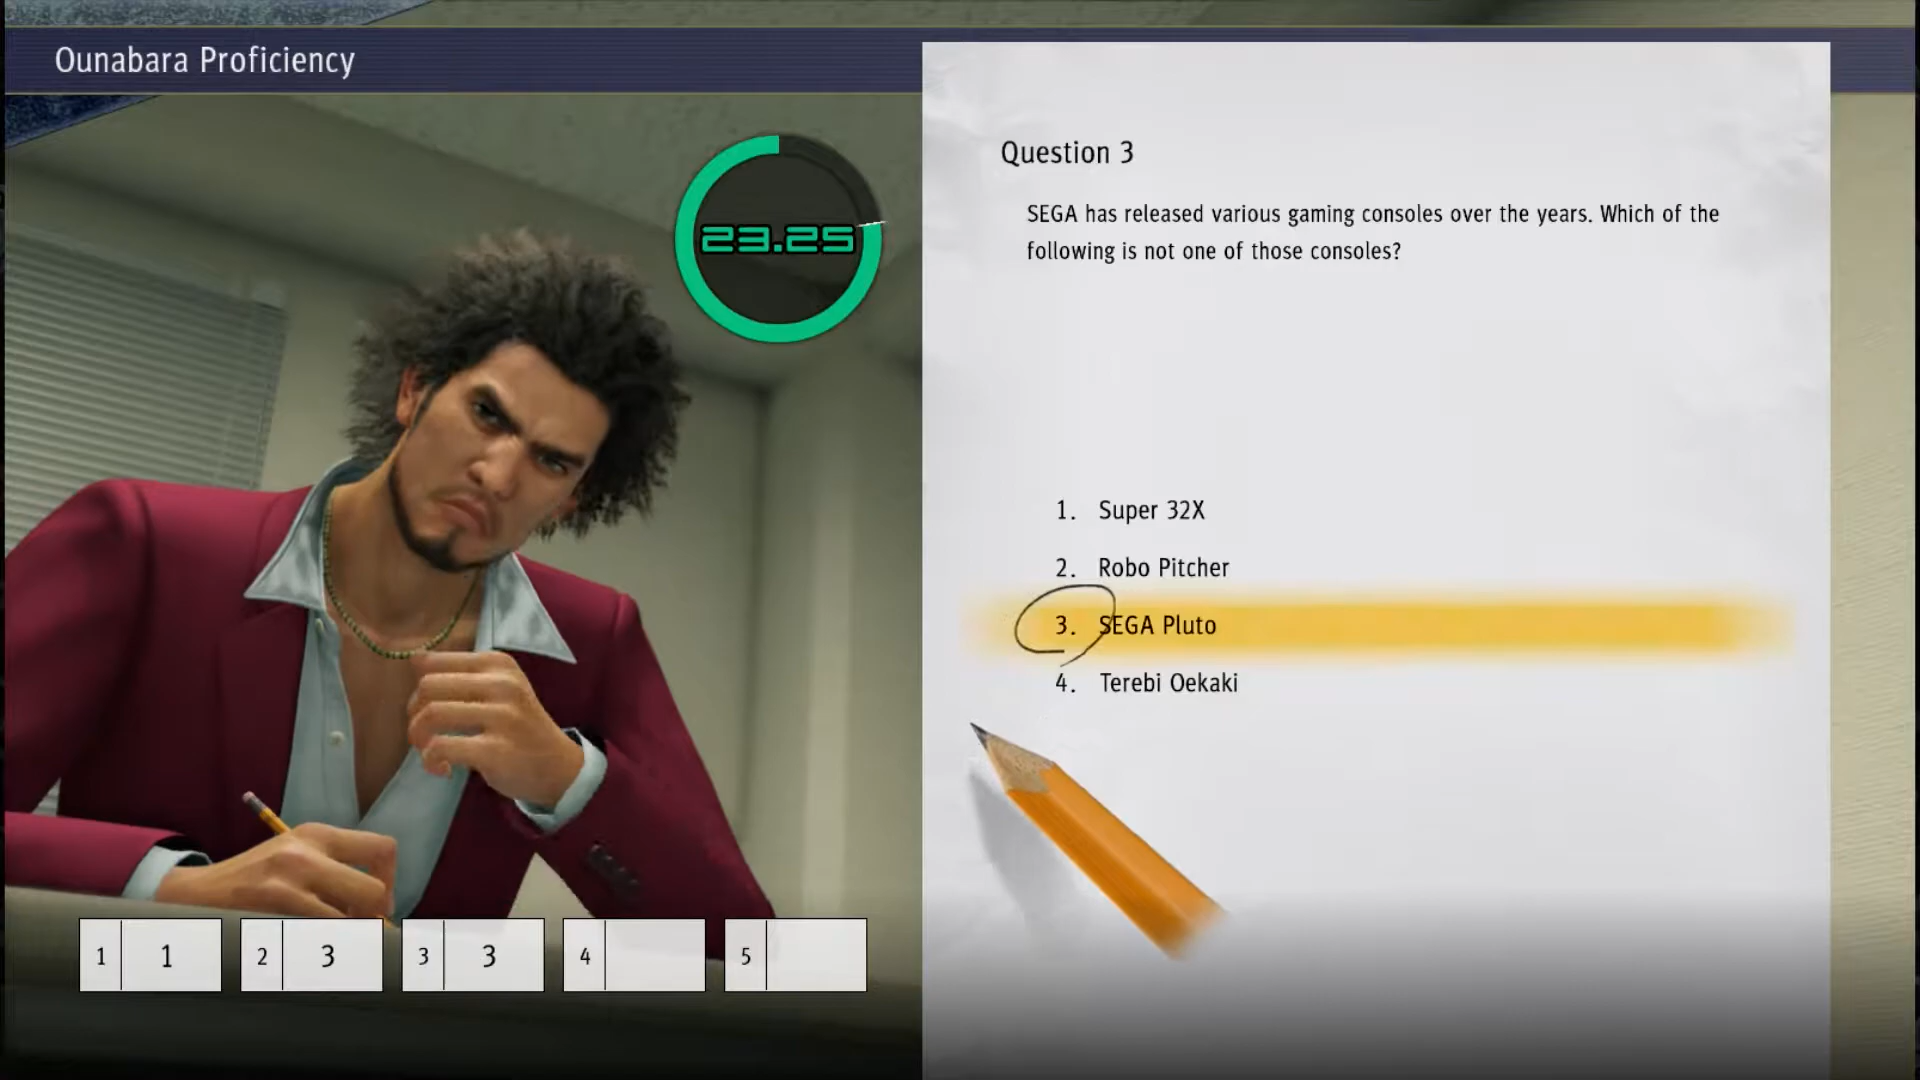 Ounabara Proficiency
23.25
Question 3
SEGA has released various gaming consoles over the years. Which of the
following is not one of those consoles?
1. Super 32X
2. Robo Pitcher
3. SEGA Pluto
4. Terebi Oekaki
1 1 2 3 3 3 4 5